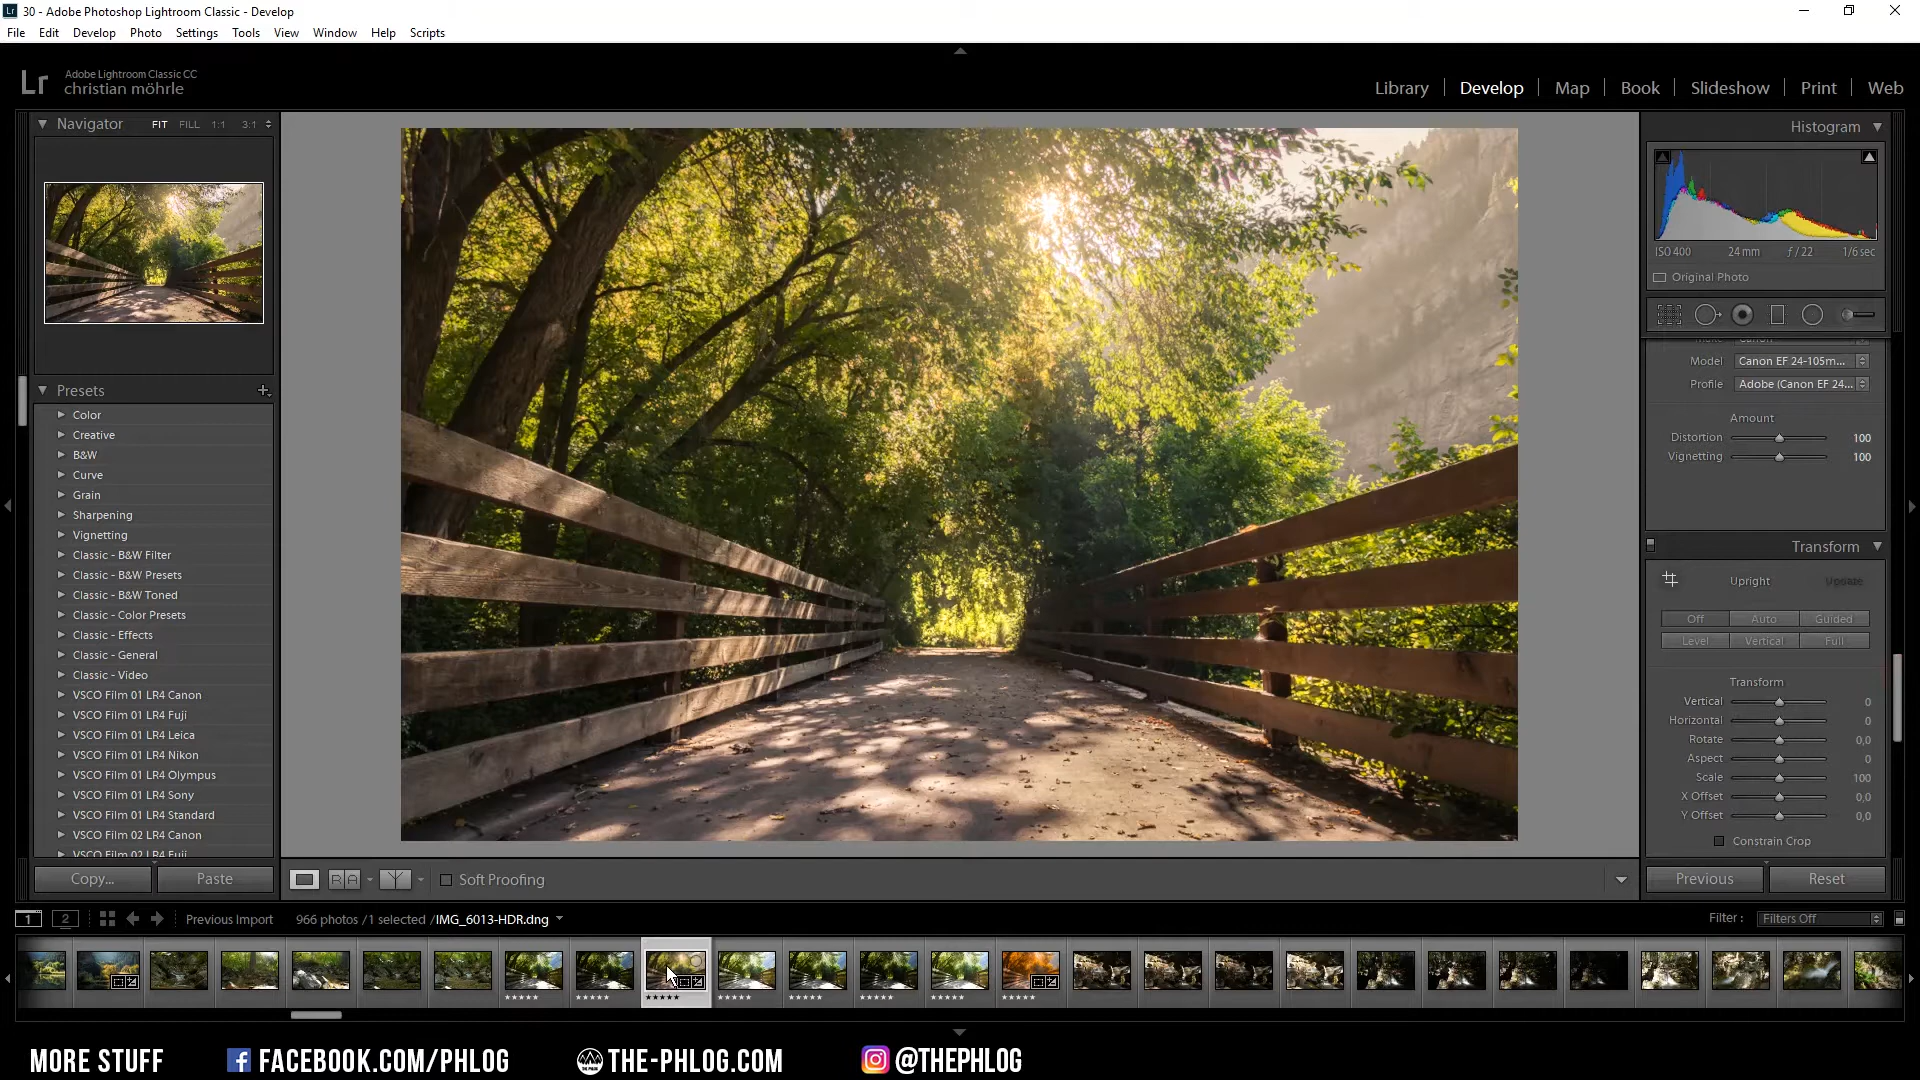 Lr 30 - Adobe Photoshop Lightroom Classic - Develop
File Edit Develop Photo Settings Tools View Window Help Scripts
Lr Adobe Lightroom Classic CC
christian möhrle
Library Develop Map Book Slideshow Print Web
Navigator FIT FILL 1:1 3:1
Histogram
ISO 400 24 mm ƒ / 22 1/6 sec
Original Photo
Model Canon EF 24-105m...
Profile Adobe (Canon EF 24...
Amount
Distortion 100
Vignetting 100
Transform
Upright Update
Off Auto Guided
Level Vertical Full
Transform
Vertical 0
Horizontal 0
Rotate 0,0
Aspect 0
Scale 100
X Offset 0,0
Y Offset 0,0
Constrain Crop
Previous Reset
Presets
Color
Creative
B&W
Curve
Grain
Sharpening
Vignetting
Classic - B&W Filter
Classic - B&W Presets
Classic - B&W Toned
Classic - Color Presets
Classic - Effects
Classic - General
Classic - Video
VSCO Film 01 LR4 Canon
VSCO Film 01 LR4 Fuji
VSCO Film 01 LR4 Leica
VSCO Film 01 LR4 Nikon
VSCO Film 01 LR4 Olympus
VSCO Film 01 LR4 Sony
VSCO Film 01 LR4 Standard
VSCO Film 02 LR4 Canon
VSCO Film 02 LR4 Fuji
Copy... Paste
R A Y Soft Proofing
1 2 Previous Import 966 photos / 1 selected / IMG_6013-HDR.dng Filter : Filters Off
MORE STUFF FACEBOOK.COM/PHLOG THE-PHLOG.COM @THEPHLOG